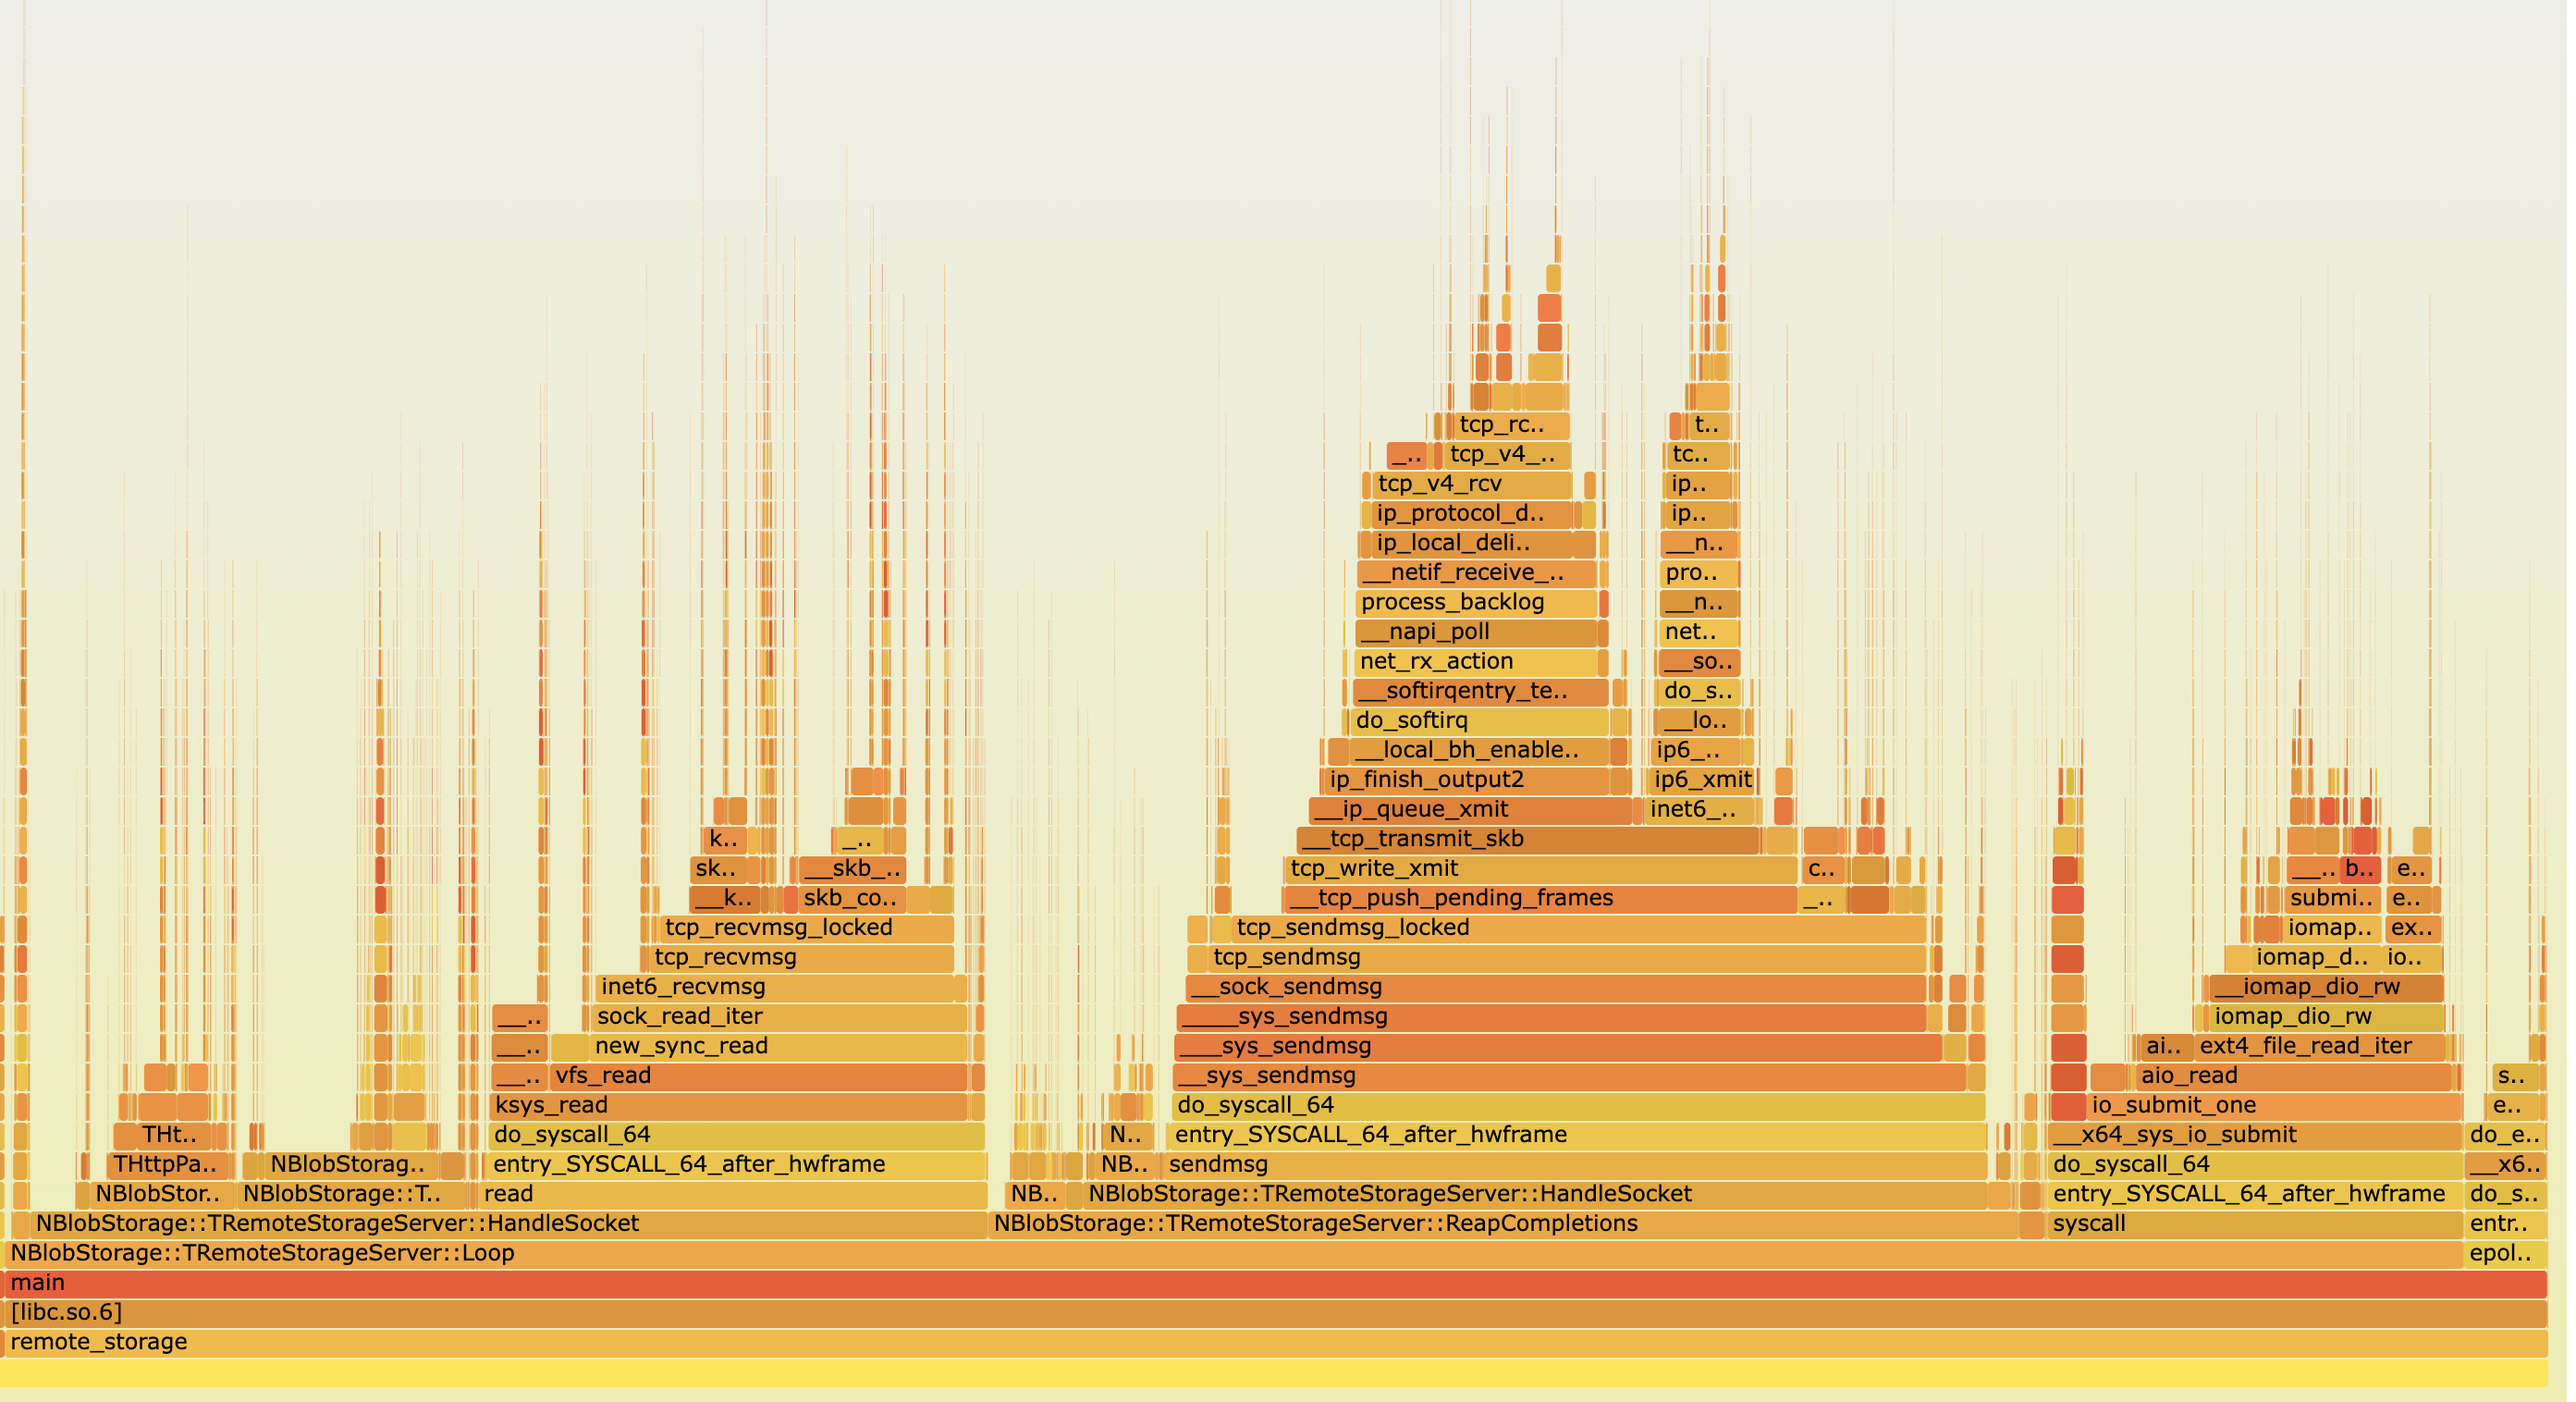 tcp_rc.. t..
_.. tcp_v4_.. tc..
tcp_v4_rcv ip..
ip_protocol_d.. ip..
ip_local_deli.. __n..
__netif_receive_.. pro..
process_backlog __n..
__napi_poll net..
net_rx_action __so..
__softirqentry_te.. do_s..
do_softirq __lo..
__local_bh_enable.. ip6_..
ip_finish_output2 ip6_xmit
__ip_queue_xmit inet6_..
k.. _.. __tcp_transmit_skb
sk.. __skb_.. tcp_write_xmit c.. ___.. b.. e..
__k.. skb_co.. __tcp_push_pending_frames _.. submi.. e..
tcp_recvmsg_locked tcp_sendmsg_locked iomap.. ex..
tcp_recvmsg tcp_sendmsg iomap_d.. io..
inet6_recvmsg __sock_sendmsg __iomap_dio_rw
___.. sock_read_iter ____sys_sendmsg iomap_dio_rw
___.. new_sync_read ___sys_sendmsg ai.. ext4_file_read_iter
___.. vfs_read __sys_sendmsg aio_read s..
ksys_read do_syscall_64 io_submit_one e..
THt.. do_syscall_64 N.. entry_SYSCALL_64_after_hwframe __x64_sys_io_submit do_e..
THttpPa.. NBlobStorag.. entry_SYSCALL_64_after_hwframe NB.. sendmsg do_syscall_64 __x6..
NBlobStor.. NBlobStorage::T.. read NB.. NBlobStorage::TRemoteStorageServer::HandleSocket entry_SYSCALL_64_after_hwframe do_s..
NBlobStorage::TRemoteStorageServer::HandleSocket NBlobStorage::TRemoteStorageServer::ReapCompletions syscall entr..
NBlobStorage::TRemoteStorageServer::Loop epol..
main
[libc.so.6]
remote_storage